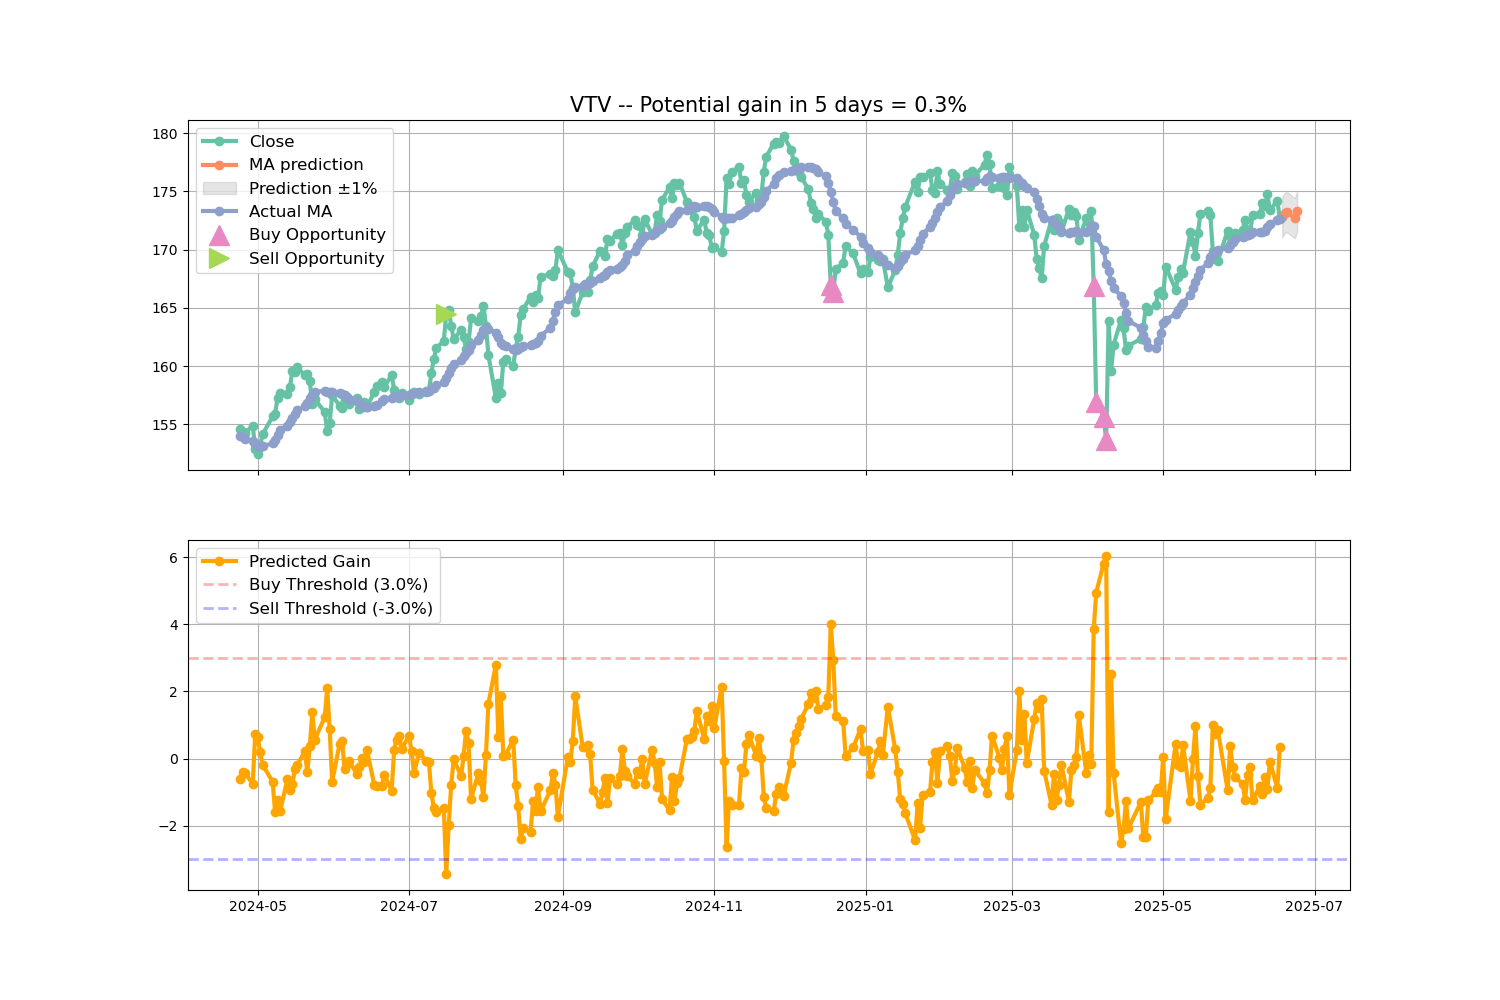 VTV -- Potential gain in 5 days = 0.3%
180
175
170
165
160
155
Close
MA prediction
Prediction ±1%
Actual MA
Buy Opportunity
Sell Opportunity
6
4
2
0
−2
Predicted Gain
Buy Threshold (3.0%)
Sell Threshold (-3.0%)
2024-05
2024-07
2024-09
2024-11
2025-01
2025-03
2025-05
2025-07